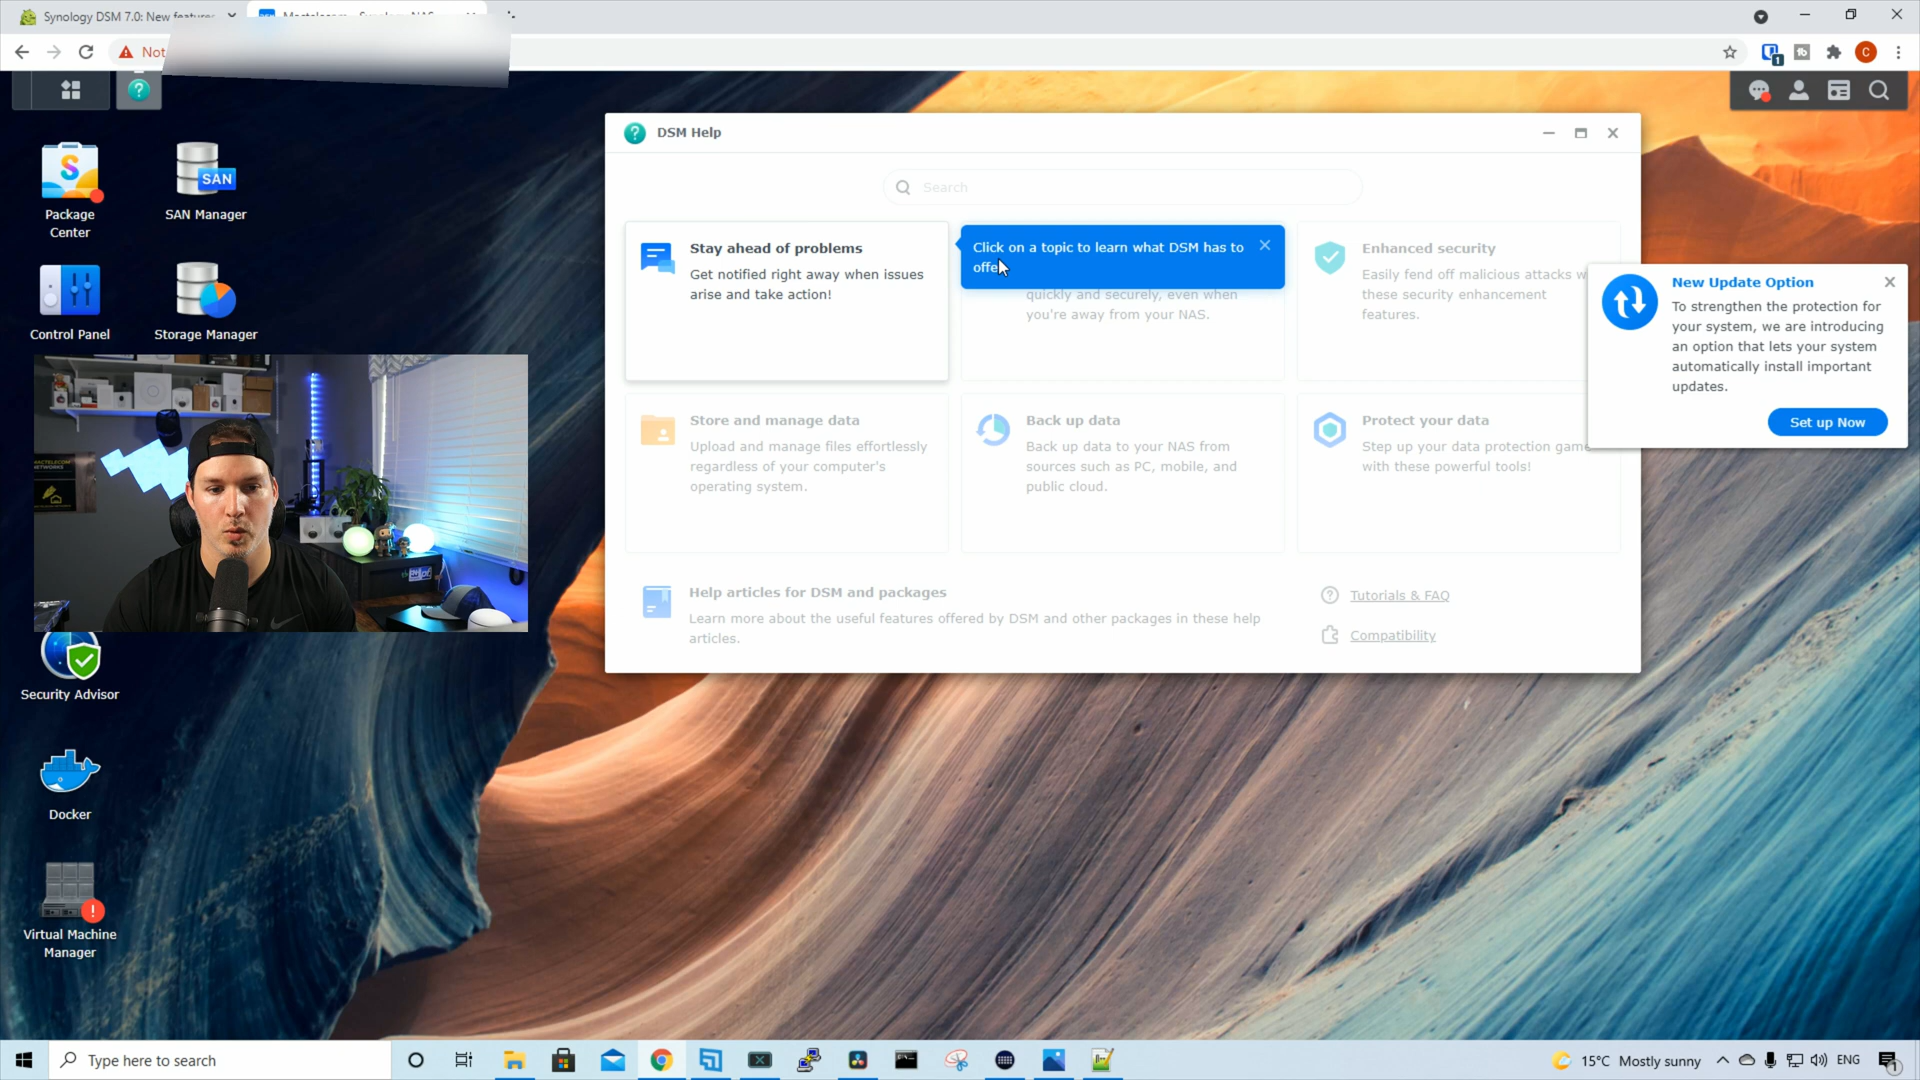 Synology DSM 7.0: New feature
Not
DSM Help
Search
Package
Center
SAN
SAN Manager
Control Panel
Storage Manager
Stay ahead of problems
Get notified right away when issues
arise and take action!
Click on a topic to learn what DSM has to
offe
quickly and securely, even when
you're away from your NAS.
Enhanced security
Easily fend off malicious attacks w
these security enhancement
features.
New Update Option
To strengthen the protection for
your system, we are introducing
an option that lets your system
automatically install important
updates.
Set up Now
Store and manage data
Upload and manage files effortlessly
regardless of your computer's
operating system.
Back up data
Back up data to your NAS from
sources such as PC, mobile, and
public cloud.
Protect your data
Step up your data protection game
with these powerful tools!
Help articles for DSM and packages
Learn more about the useful features offered by DSM and other packages in these help
articles.
Tutorials & FAQ
Compatibility
Security Advisor
Docker
Virtual Machine
Manager
Type here to search
15°C Mostly sunny
ENG